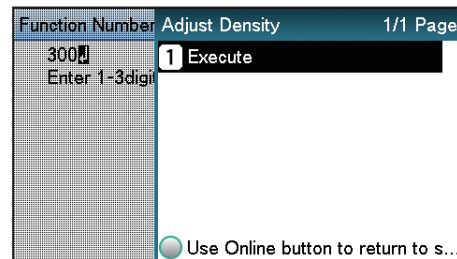 Function Number
300
Enter 1-3digi
Adjust Density 1/1 Page
1 Execute
Use Online button to return to s...